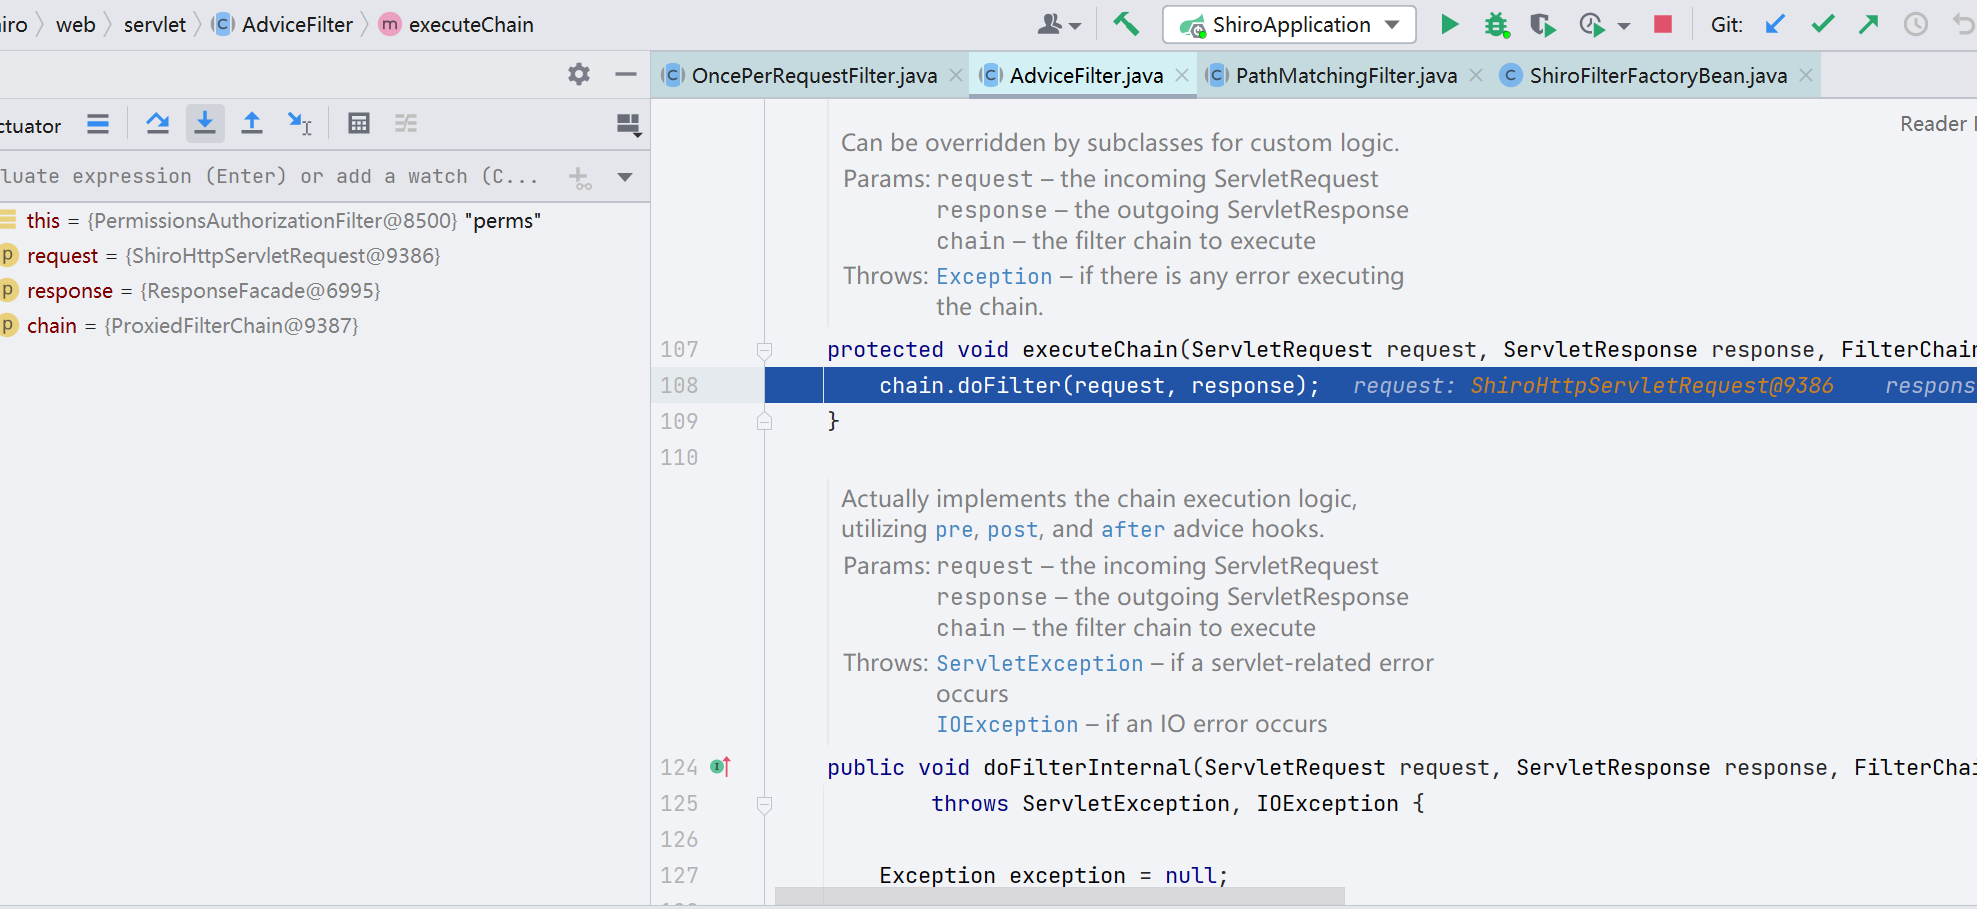 iro web servlet AdviceFilter executeChain
ShiroApplication Git:
OncePerRequestFilter.java AdviceFilter.java PathMatchingFilter.java ShiroFilterFactoryBean.java
ctuator
luate expression (Enter) or add a watch (C...
this = {PermissionsAuthorizationFilter@8500} "perms"
request = {ShiroHttpServletRequest@9386}
response = {ResponseFacade@6995}
chain = {ProxiedFilterChain@9387}
Reader
Can be overridden by subclasses for custom logic.
Params: request – the incoming ServletRequest
response – the outgoing ServletResponse
chain – the filter chain to execute
Throws: Exception – if there is any error executing
the chain.
107 protected void executeChain(ServletRequest request, ServletResponse response, FilterChain
108 chain.doFilter(request, response); request: ShiroHttpServletRequest@9386 respons
109 }
110
Actually implements the chain execution logic,
utilizing pre, post, and after advice hooks.
Params: request – the incoming ServletRequest
response – the outgoing ServletResponse
chain – the filter chain to execute
Throws: ServletException – if a servlet-related error
occurs
IOException – if an IO error occurs
124 public void doFilterInternal(ServletRequest request, ServletResponse response, FilterChai
125 throws ServletException, IOException {
126
127 Exception exception = null;